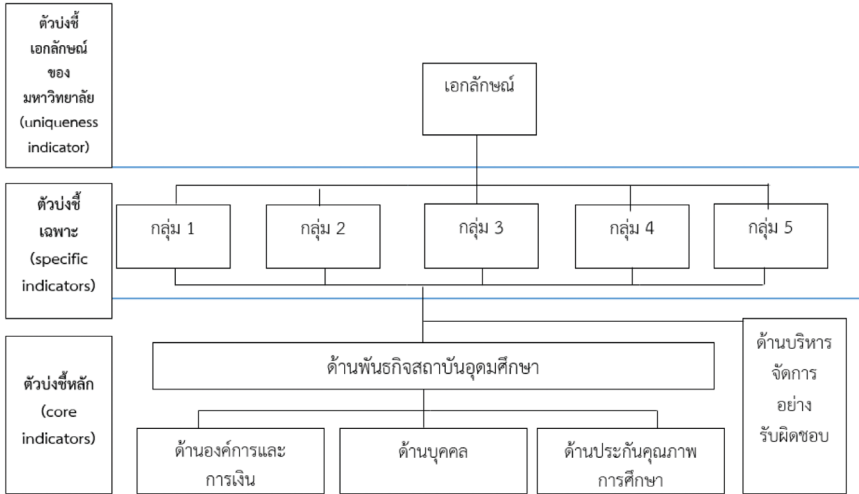 ตัวบ่งชี้
เอกลักษณ์
ของ
มหาวิทยาลัย
(uniqueness
indicator)
เอกลักษณ์
ตัวบ่งชี้
เฉพาะ
(specific
indicators)
กลุ่ม 1
กลุ่ม 2
กลุ่ม 3
กลุ่ม 4
กลุ่ม 5
ตัวบ่งชี้หลัก
(core
indicators)
ด้านพันธกิจสถาบันอุดมศึกษา
ด้านบริหาร
จัดการ
อย่าง
รับผิดชอบ
ด้านองค์การและ
การเงิน
ด้านบุคคล
ด้านประกันคุณภาพ
การศึกษา